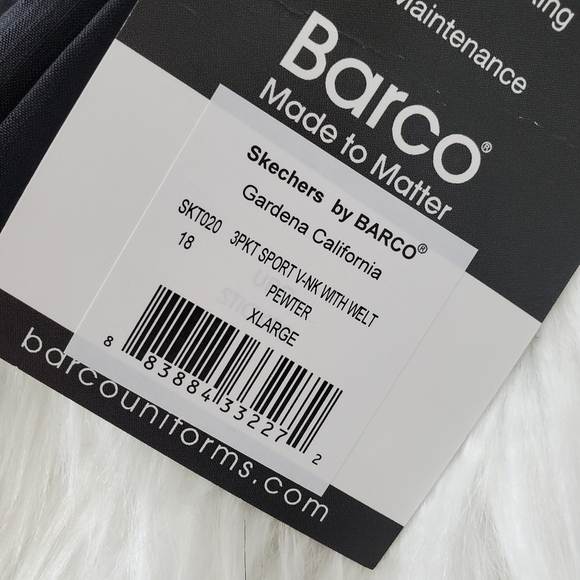 Maintenance
Barco®
Made to Matter
Skechers by BARCO®
Gardena California
SKT020 3PKT SPORT V-NK WITH WELT
18 PEWTER
XLARGE
8 83884 33227 2
barcouniforms.com